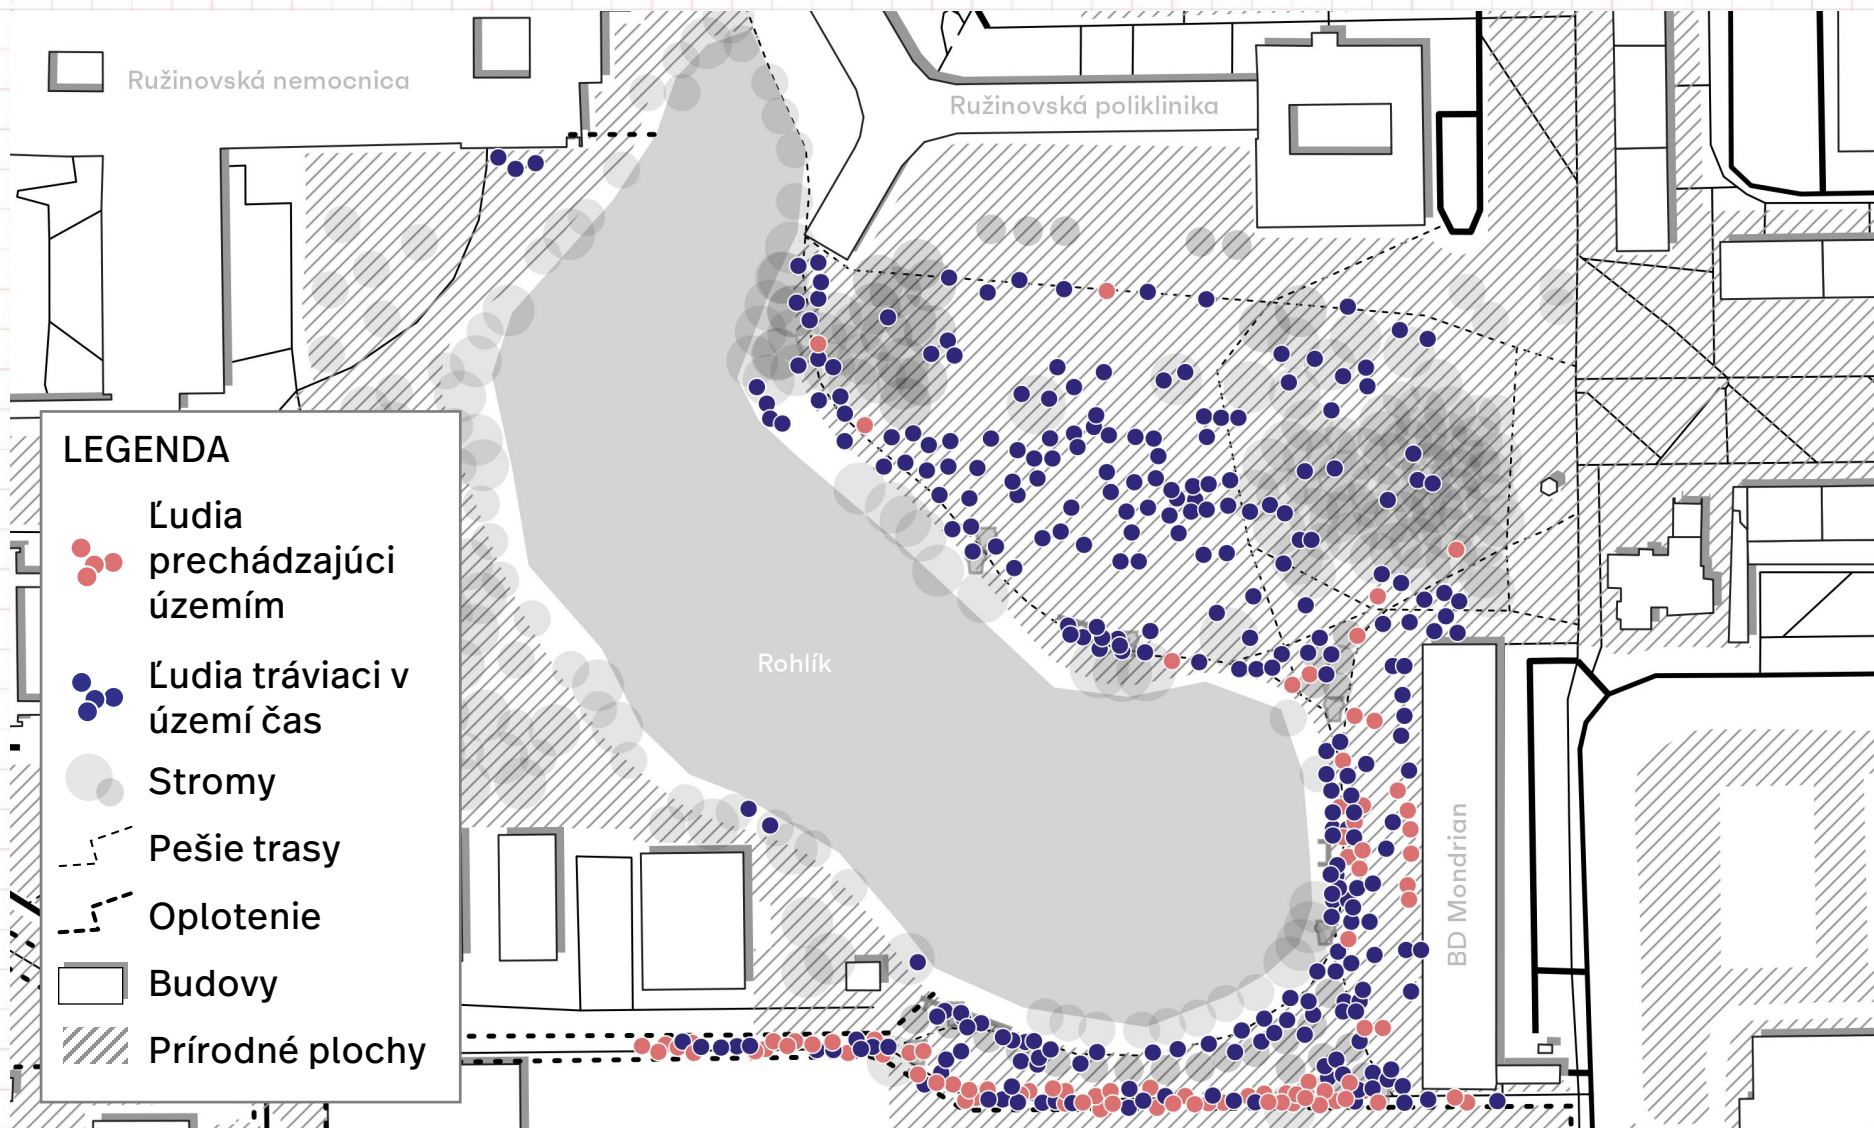 Ružinovská nemocnica
Ružinovská poliklinika
LEGENDA
Ľudia
prechádzajúci
územím
Ľudia tráviaci v
území čas
Stromy
Pešie trasy
Oplotenie
Budovy
Prírodné plochy
Rohlík
BD Mondrian